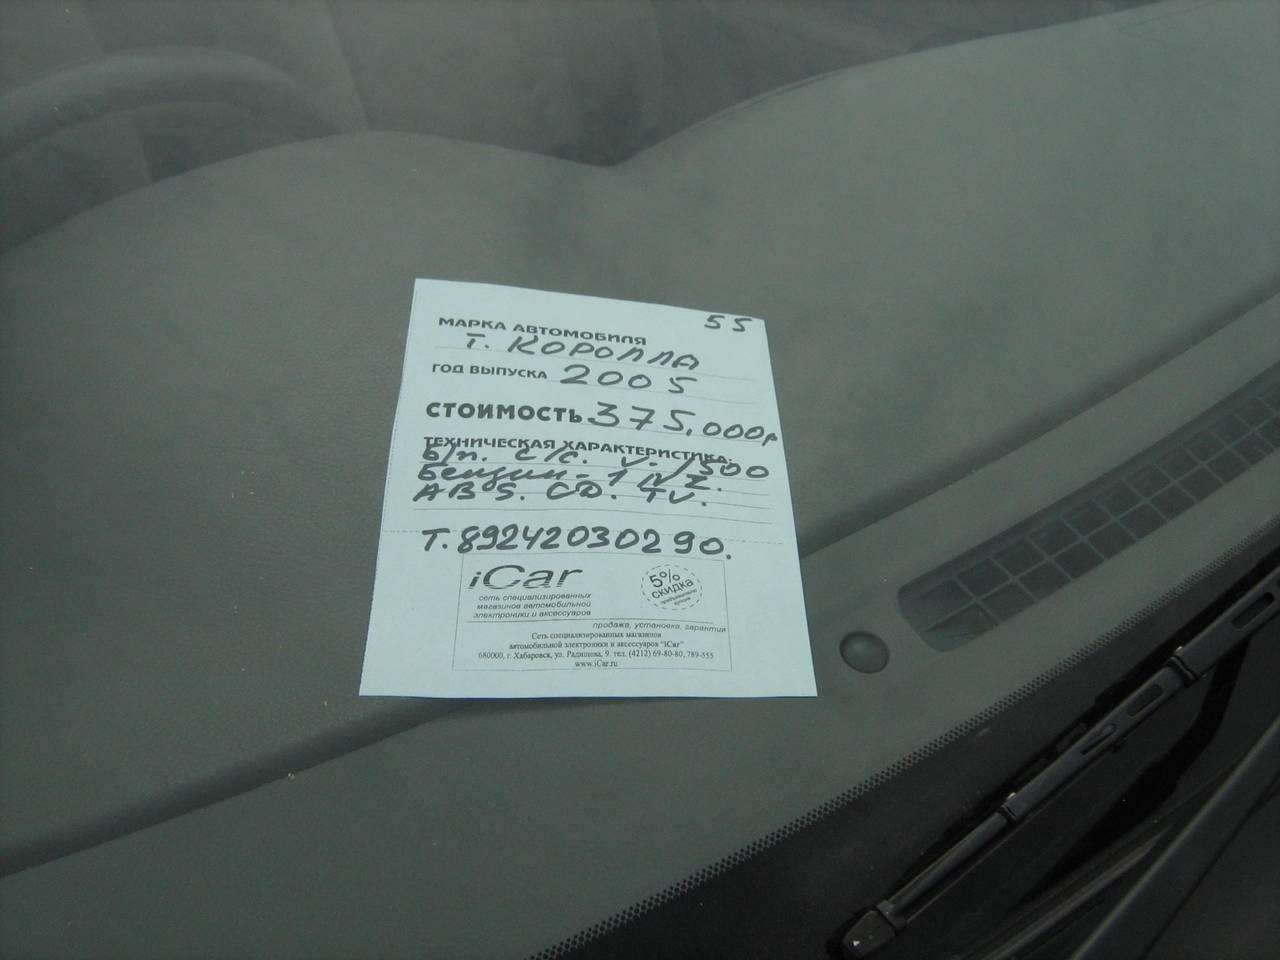 55
МАРКА АВТОМОБИЛЯ
Т. КОРОЛЛА
ГОД ВЫПУСКА 2005
СТОИМОСТЬ 375,000р
ТЕХНИЧЕСКАЯ ХАРАКТЕРИСТИКА:
Б/п. С/С. V. 1500
Бензин - 1 NZ.
ABS. CD. TV.
Т. 89242030290.
iCar
5%
скидка
сеть специализированных
магазинов автомобильной
электроники и аксессуаров
продажа, установка, гарантия
Сеть специализированных магазинов
автомобильной электроники и аксессуаров "iCar"
680000, г. Хабаровск, ул. Радищева, 9. тел. (4212) 69-80-80, 789-555
www.iCar.ru